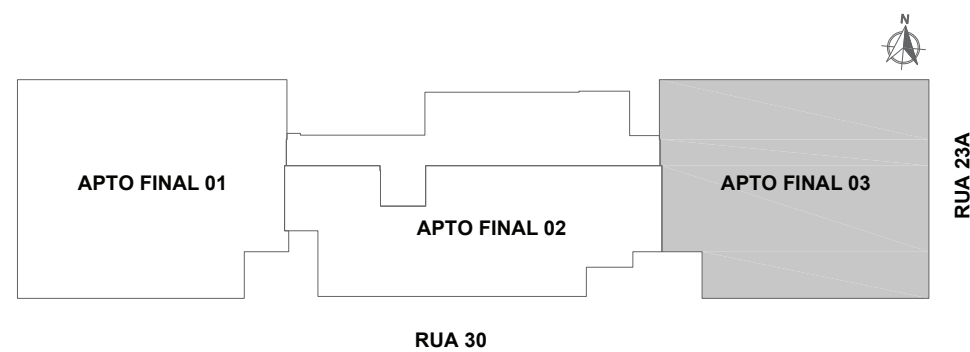 N
APTO FINAL 01
APTO FINAL 02
APTO FINAL 03
RUA 23A
RUA 30